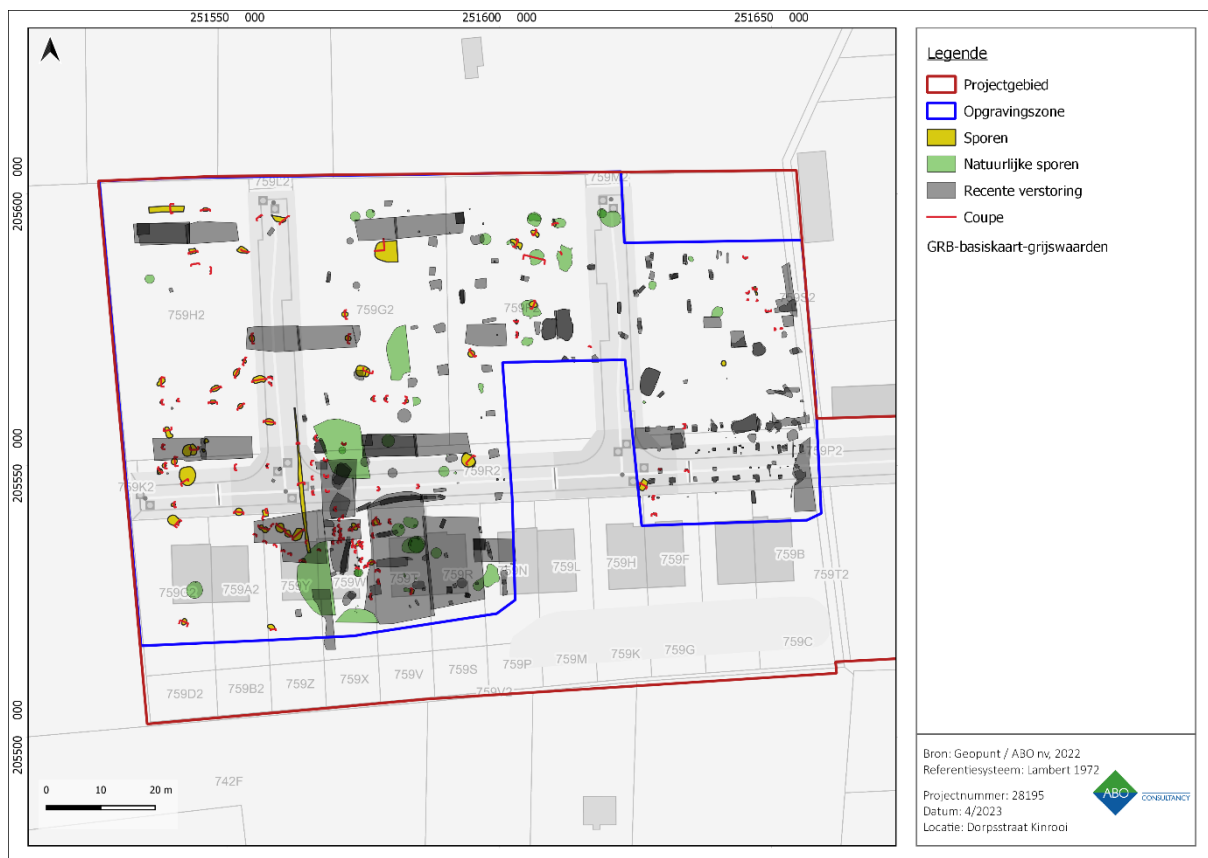 251550 000
251600 000
251650 000
205600 000
205550 000
205500 000
759L2
759M2
759H2
759G2
759S2
759K2
759R2
759P2
759A2
759Y
759W
759R
759L
759H
759F
759B
759T2
759D2
759B2
759Z
759X
759V
759S
759V2
759P
759M
759K
759G
759C
742F
0 10 20 m
Legende
Projectgebied
Opgravingszone
Sporen
Natuurlijke sporen
Recente verstoring
Coupe
GRB-basiskaart-grijswaarden
Bron: Geopunt / ABO nv, 2022
Referentiesysteem: Lambert 1972
Projectnummer: 28195
Datum: 4/2023
Locatie: Dorpsstraat Kinrooi
ABO
CONSULTANCY